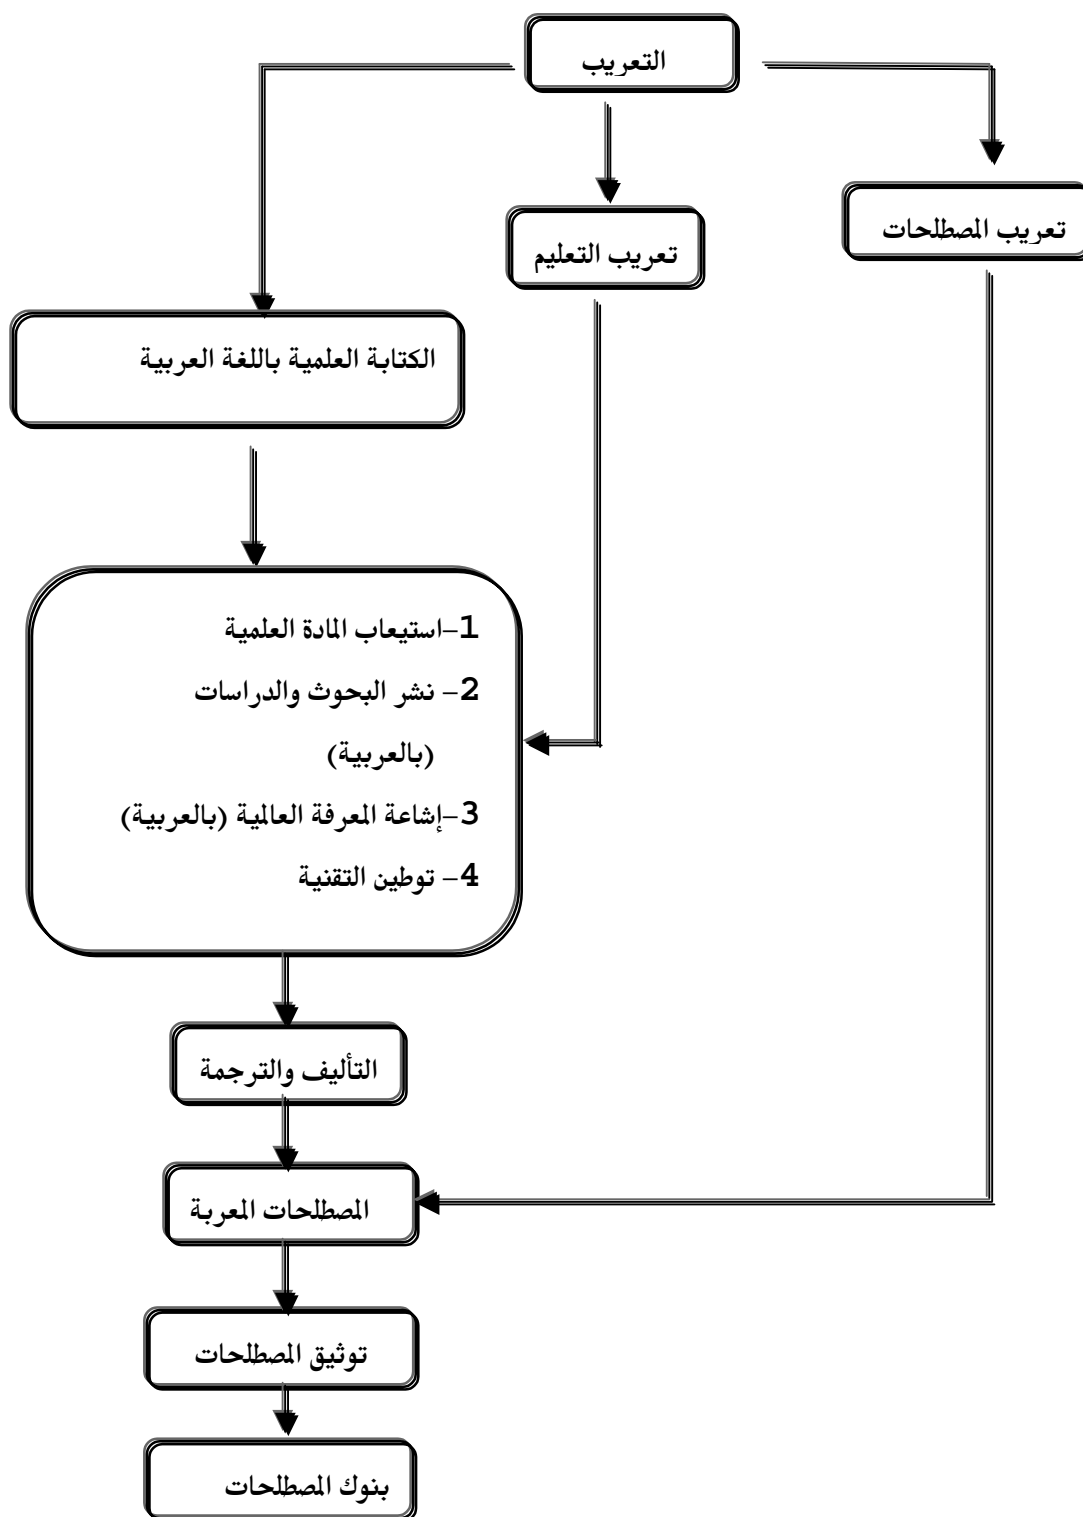 التعريب
تعريب المصطلحات
تعريب التعليم
الكتابة العلمية باللغة العربية
1-استيعاب المادة العلمية
2- نشر البحوث والدراسات
(بالعربية)
3-إشاعة المعرفة العالمية (بالعربية)
4- توطين التقنية
التأليف والترجمة
المصطلحات المعربة
توثيق المصطلحات
بنوك المصطلحات